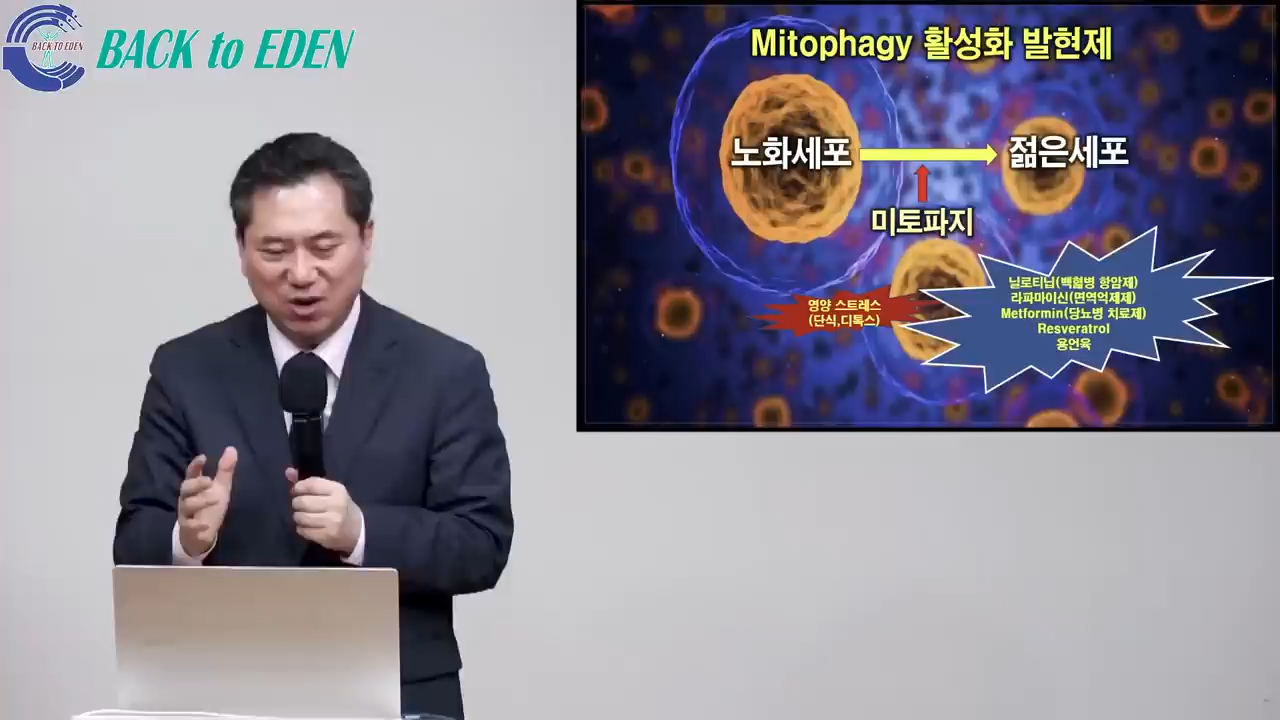 BACK TO EDEN
BACK to EDEN
Mitophagy 활성화 발현제
노화세포
젊은세포
미토파지
영양 스트레스
(단식,디톡스)
닐로티닙(백혈병 항암제)
라파마이신(면역억제제)
Metformin(당뇨병 치료제)
Resveratrol
용언육